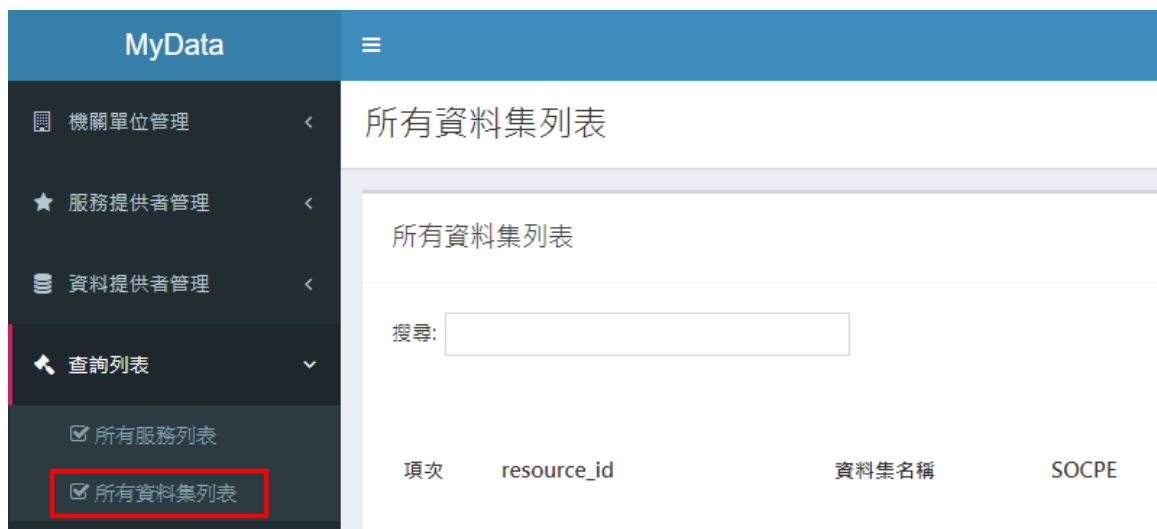 MyData
機關單位管理
服務提供者管理
資料提供者管理
查詢列表
所有服務列表
所有資料集列表
所有資料集列表
所有資料集列表
搜尋:
項次 resource_id 資料集名稱 SOCPE